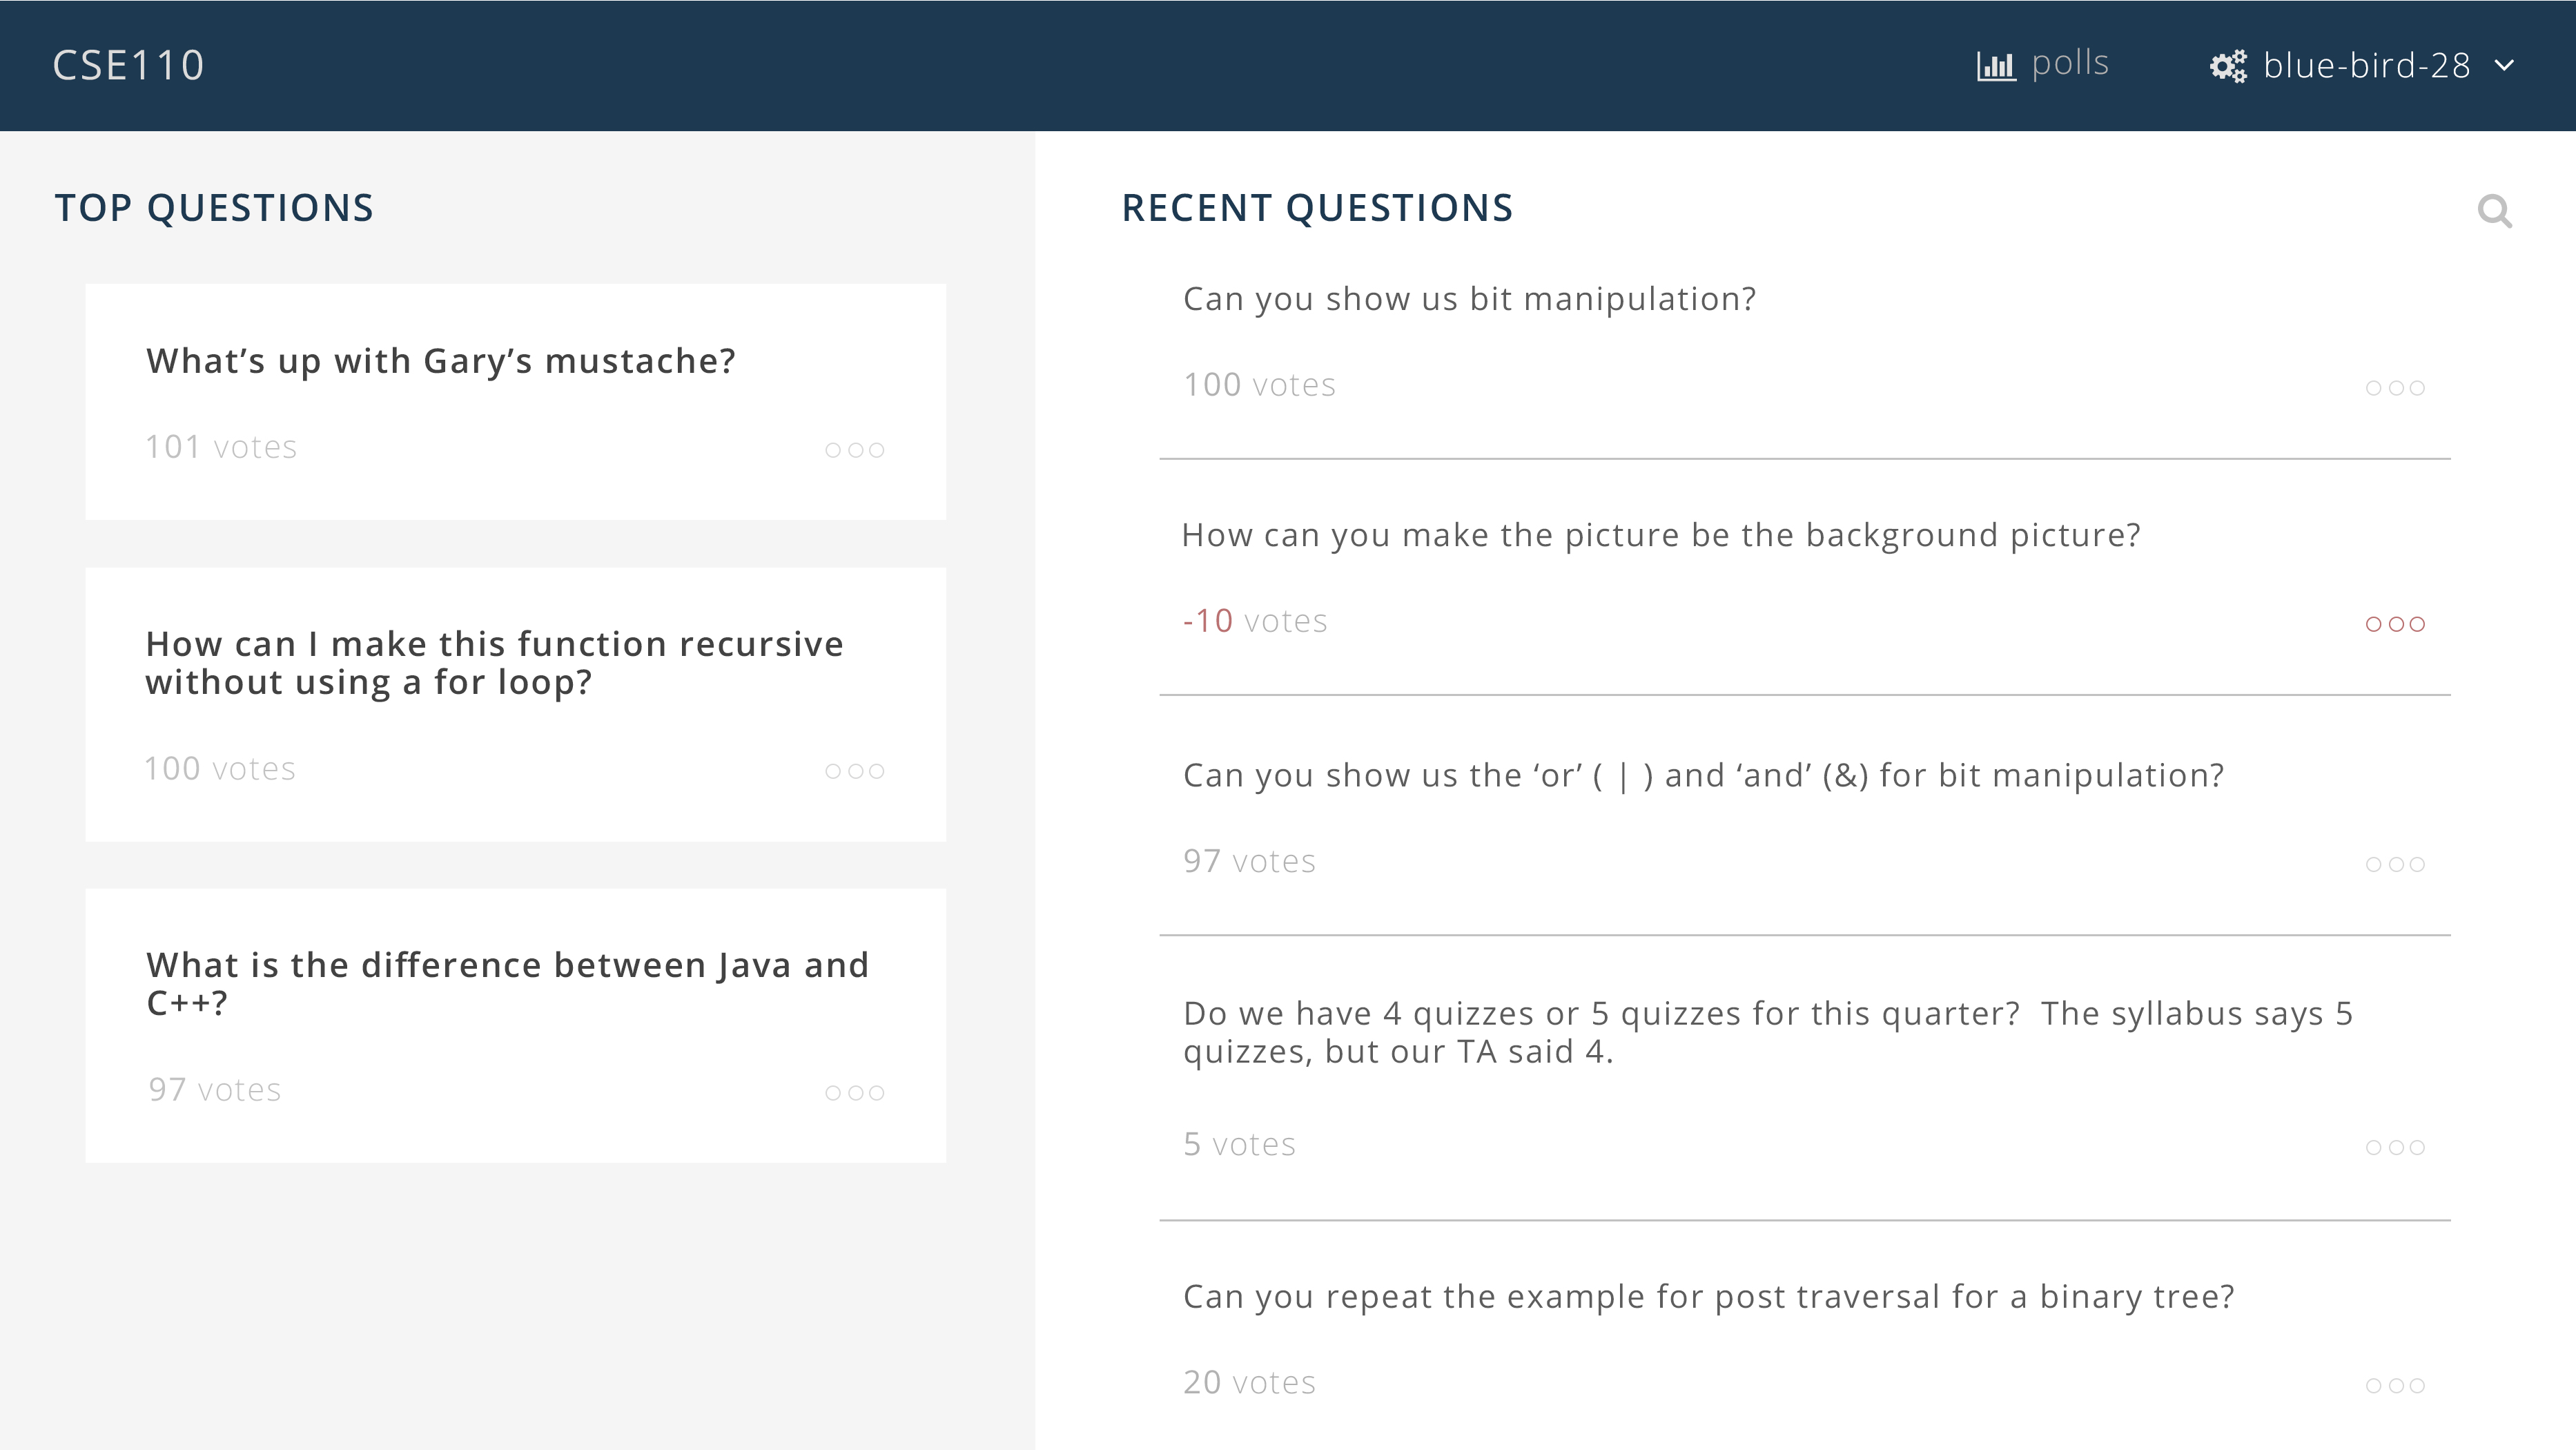 CSE110
polls
blue-bird-28
TOP QUESTIONS
What’s up with Gary’s mustache?
101 votes
How can I make this function recursive
without using a for loop?
100 votes
What is the difference between Java and
C++?
97 votes
RECENT QUESTIONS
Can you show us bit manipulation?
100 votes
How can you make the picture be the background picture?
-10 votes
Can you show us the ‘or’ ( | ) and ‘and’ (&) for bit manipulation?
97 votes
Do we have 4 quizzes or 5 quizzes for this quarter?  The syllabus says 5
quizzes, but our TA said 4.
5 votes
Can you repeat the example for post traversal for a binary tree?
20 votes